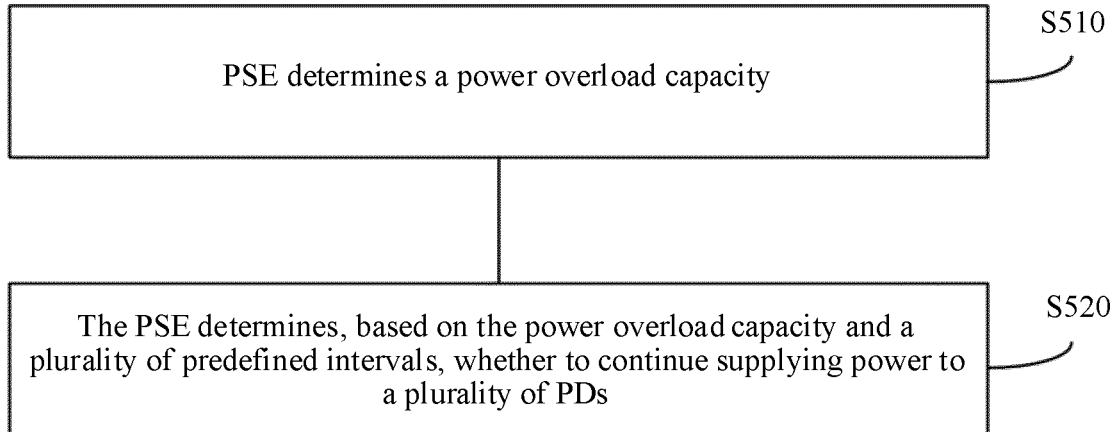 S510
PSE determines a power overload capacity
S520
The PSE determines, based on the power overload capacity and a
plurality of predefined intervals, whether to continue supplying power to
a plurality of PDs